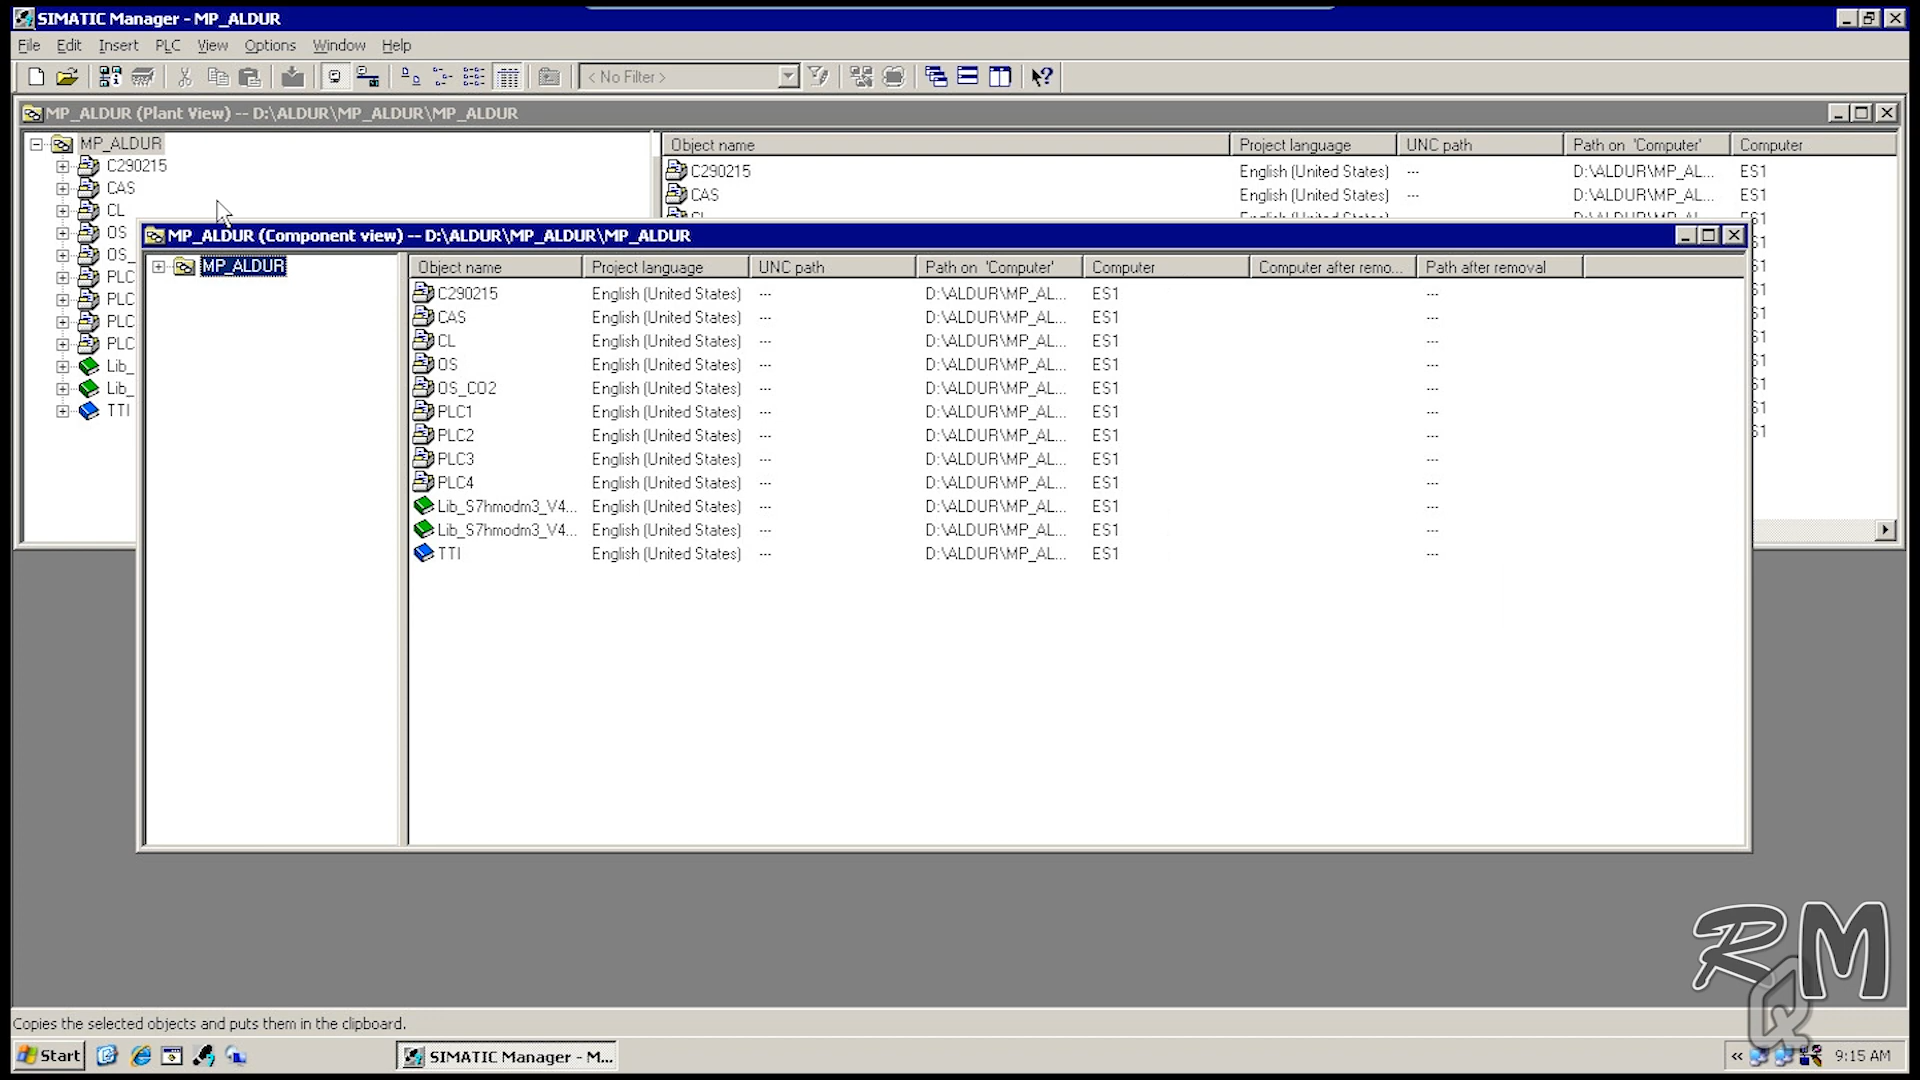 SIMATIC Manager - MP_ALDUR
File Edit Insert PLC View Options Window Help
< No Filter >
MP_ALDUR (Plant View) -- D:\ALDUR\MP_ALDUR\MP_ALDUR
MP_ALDUR
C290215
CAS
CL
OS
OS_
PLC
PLC
PLC
PLC
Lib_
Lib_
TTI
Object name Project language UNC path Path on 'Computer' Computer
C290215 English (United States) --- D:\ALDUR\MP_AL... ES1
CAS English (United States) --- D:\ALDUR\MP_AL... ES1
MP_ALDUR (Component view) -- D:\ALDUR\MP_ALDUR\MP_ALDUR
MP_ALDUR
Object name Project language UNC path Path on 'Computer' Computer Computer after remo... Path after removal
C290215 English (United States) --- D:\ALDUR\MP_AL... ES1 ---
CAS English (United States) --- D:\ALDUR\MP_AL... ES1 ---
CL English (United States) --- D:\ALDUR\MP_AL... ES1 ---
OS English (United States) --- D:\ALDUR\MP_AL... ES1 ---
OS_CO2 English (United States) --- D:\ALDUR\MP_AL... ES1 ---
PLC1 English (United States) --- D:\ALDUR\MP_AL... ES1 ---
PLC2 English (United States) --- D:\ALDUR\MP_AL... ES1 ---
PLC3 English (United States) --- D:\ALDUR\MP_AL... ES1 ---
PLC4 English (United States) --- D:\ALDUR\MP_AL... ES1 ---
Lib_S7hmodm3_V4... English (United States) --- D:\ALDUR\MP_AL... ES1 ---
Lib_S7hmodm3_V4... English (United States) --- D:\ALDUR\MP_AL... ES1 ---
TTI English (United States) --- D:\ALDUR\MP_AL... ES1 ---
RQM
Copies the selected objects and puts them in the clipboard.
Start SIMATIC Manager - M... « 9:15 AM